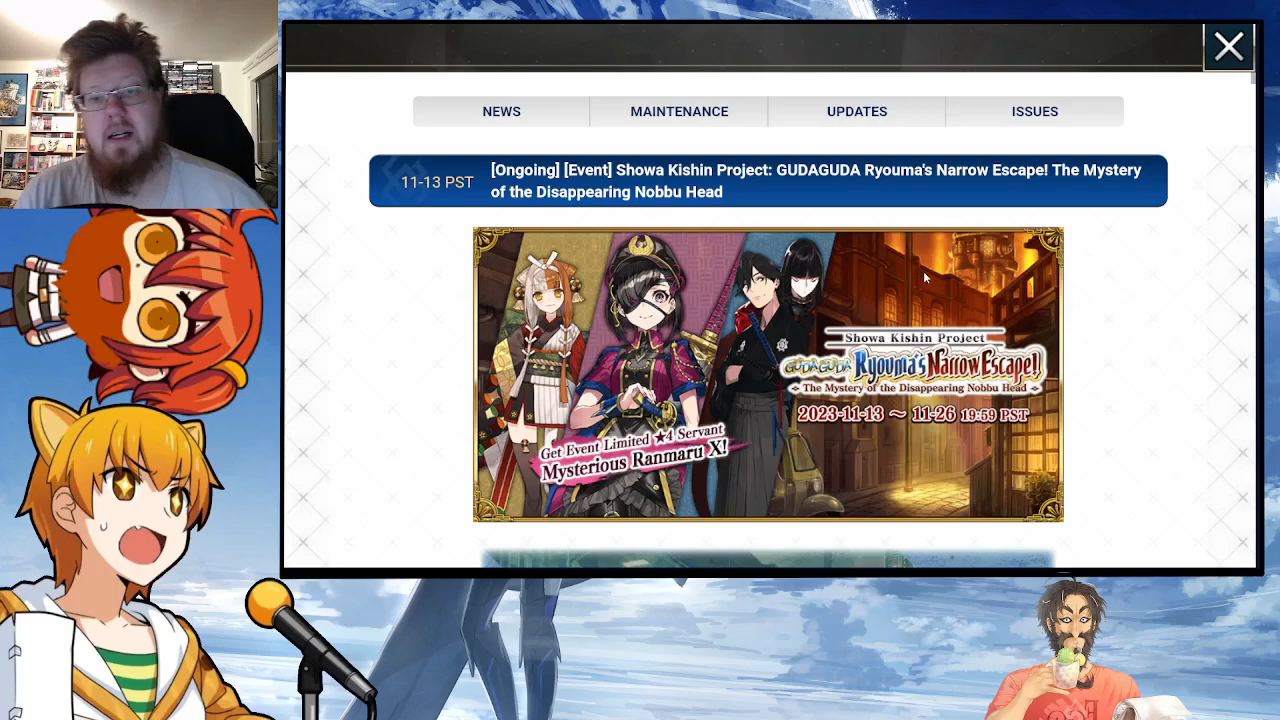 NEWS
MAINTENANCE
UPDATES
ISSUES
11-13 PST
[Ongoing] [Event] Showa Kishin Project: GUDAGUDA Ryouma's Narrow Escape! The Mystery
of the Disappearing Nobbu Head
Showa Kishin Project
GUDAGUDA Ryouma's Narrow Escape!
The Mystery of the Disappearing Nobbu Head
2023-11-13 ～ 11-26 19:59 PST
Get Event Limited ★4 Servant
Mysterious Ranmaru X!